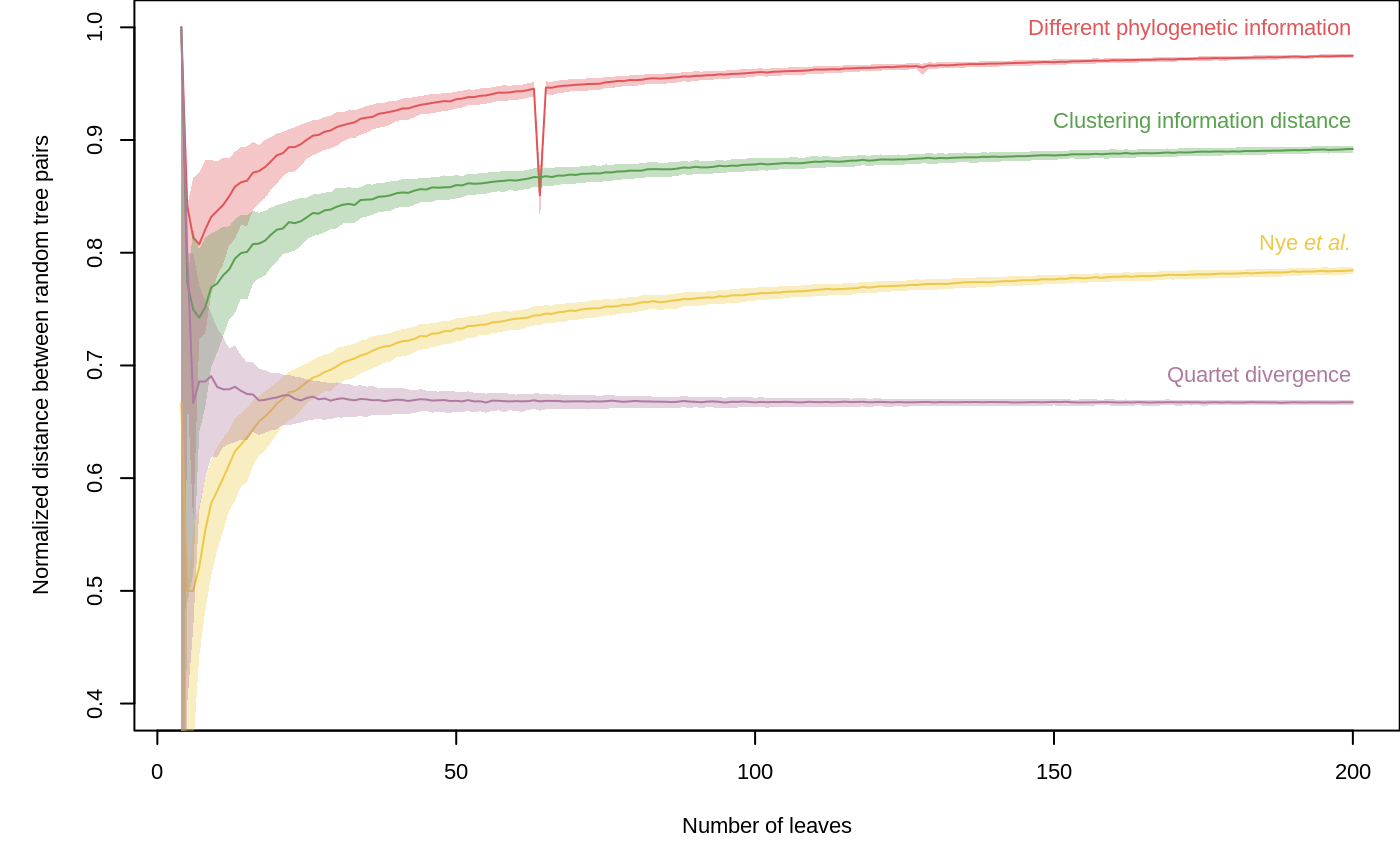 Different phylogenetic information
Clustering information distance
Nye et al.
Quartet divergence
Normalized distance between random tree pairs
1.0
0.9
0.8
0.7
0.6
0.5
0.4
0 50 100 150 200
Number of leaves